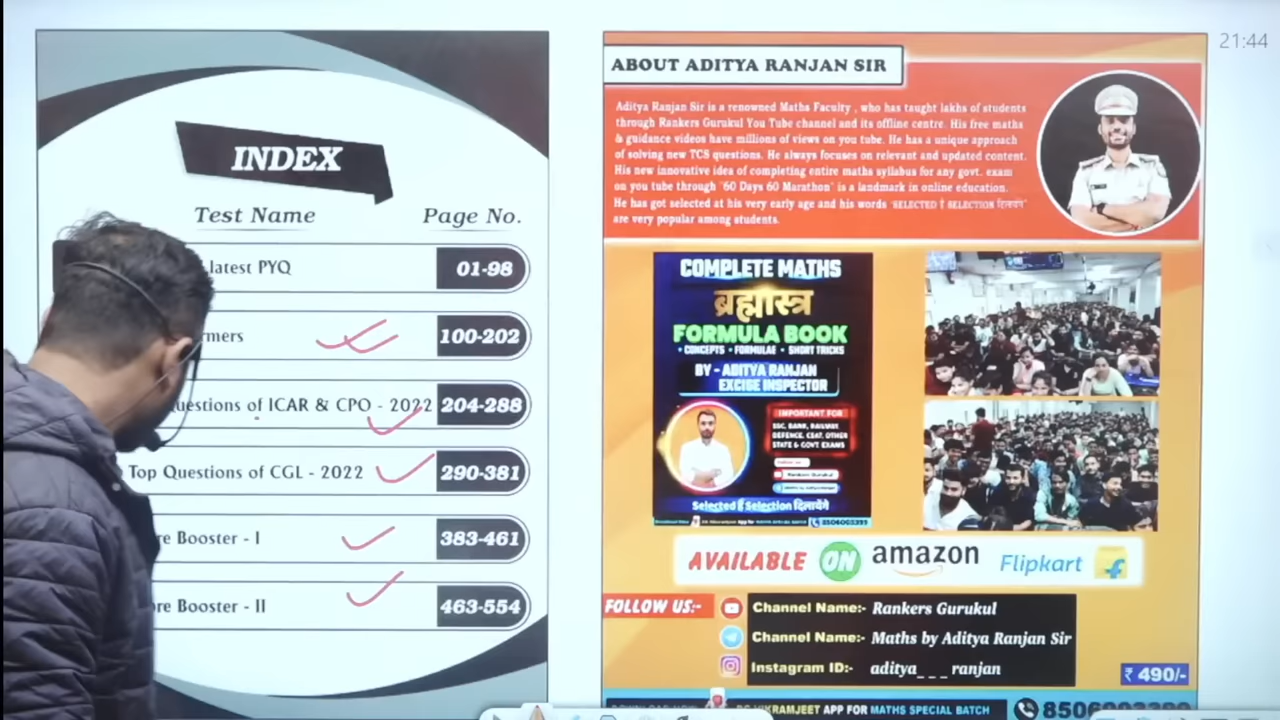 21:44
INDEX
Test Name Page No.
latest PYQ 01-98
rmers 100-202
uestions of ICAR & CPO - 2022 204-288
Top Questions of CGL - 2022 290-381
re Booster - I 383-461
re Booster - II 463-554
ABOUT ADITYA RANJAN SIR
Aditya Ranjan Sir is a renowned Maths Faculty , who has taught lakhs of students
through Rankers Gurukul You Tube channel and its offline centre. His free maths
& guidance videos have millions of views on you tube. He has a unique approach
of solving new TCS questions. He always focuses on relevant and updated content.
His new innovative idea of completing entire maths syllabus for any govt. exam
on you tube through "60 Days 60 Marathon" is a landmark in online education.
He has got selected at his very early age and his words "SELECTED हैं SELECTION दिलायेंगे"
are very popular among students.
COMPLETE MATHS
ब्रह्मास्त्र
FORMULA BOOK
• CONCEPTS • FORMULAE • SHORT TRICKS
BY - ADITYA RANJAN
EXCISE INSPECTOR
IMPORTANT FOR
SSC, BANK, RAILWAY
DEFENCE, CSAT, OTHER
STATE & GOVT. EXAMS
Rankers Gurukul
Selected हैं Selection दिलायेंगे
AVAILABLE ON amazon Flipkart
FOLLOW US:-
Channel Name:- Rankers Gurukul
Channel Name:- Maths by Aditya Ranjan Sir
Instagram ID:- aditya_ _ _ ranjan
₹ 490/-
VIKRAMJEET APP FOR MATHS SPECIAL BATCH